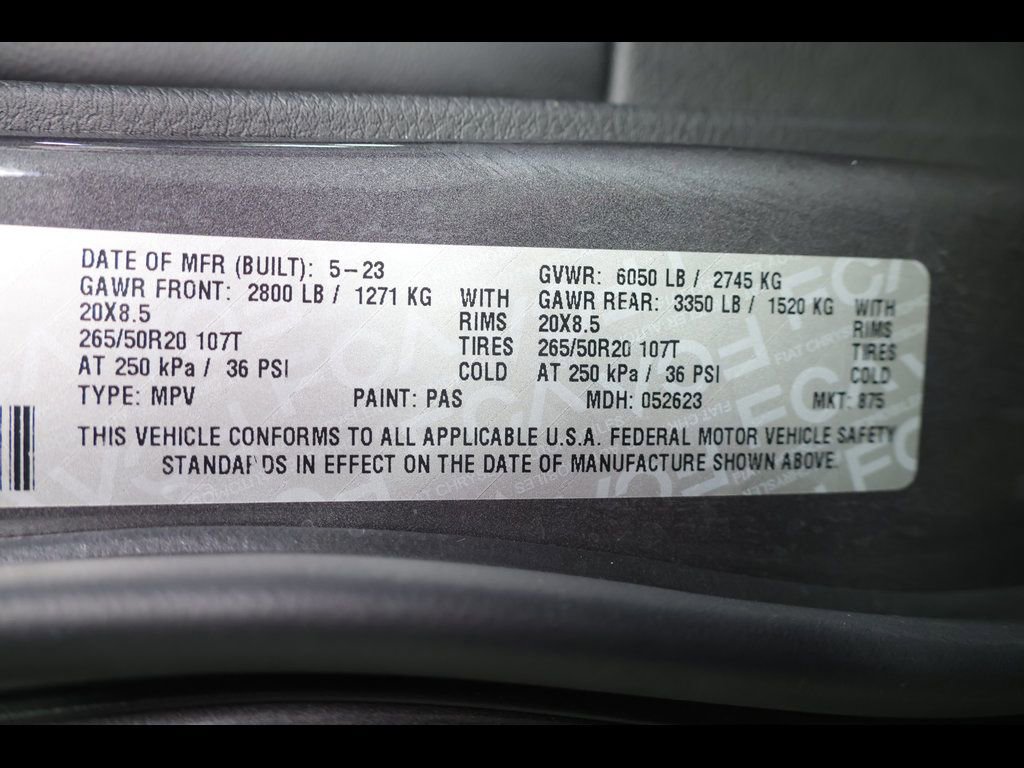 DATE OF MFR (BUILT): 5-23 GVWR: 6050 LB / 2745 KG
GAWR FRONT: 2800 LB / 1271 KG WITH GAWR REAR: 3350 LB / 1520 KG WITH
20X8.5 RIMS 20X8.5 RIMS
265/50R20 107T TIRES 265/50R20 107T TIRES
AT 250 kPa / 36 PSI COLD AT 250 kPa / 36 PSI COLD
TYPE: MPV PAINT: PAS MDH: 052623 MKT: 875
THIS VEHICLE CONFORMS TO ALL APPLICABLE U.S.A. FEDERAL MOTOR VEHICLE SAFETY
STANDARDS IN EFFECT ON THE DATE OF MANUFACTURE SHOWN ABOVE.